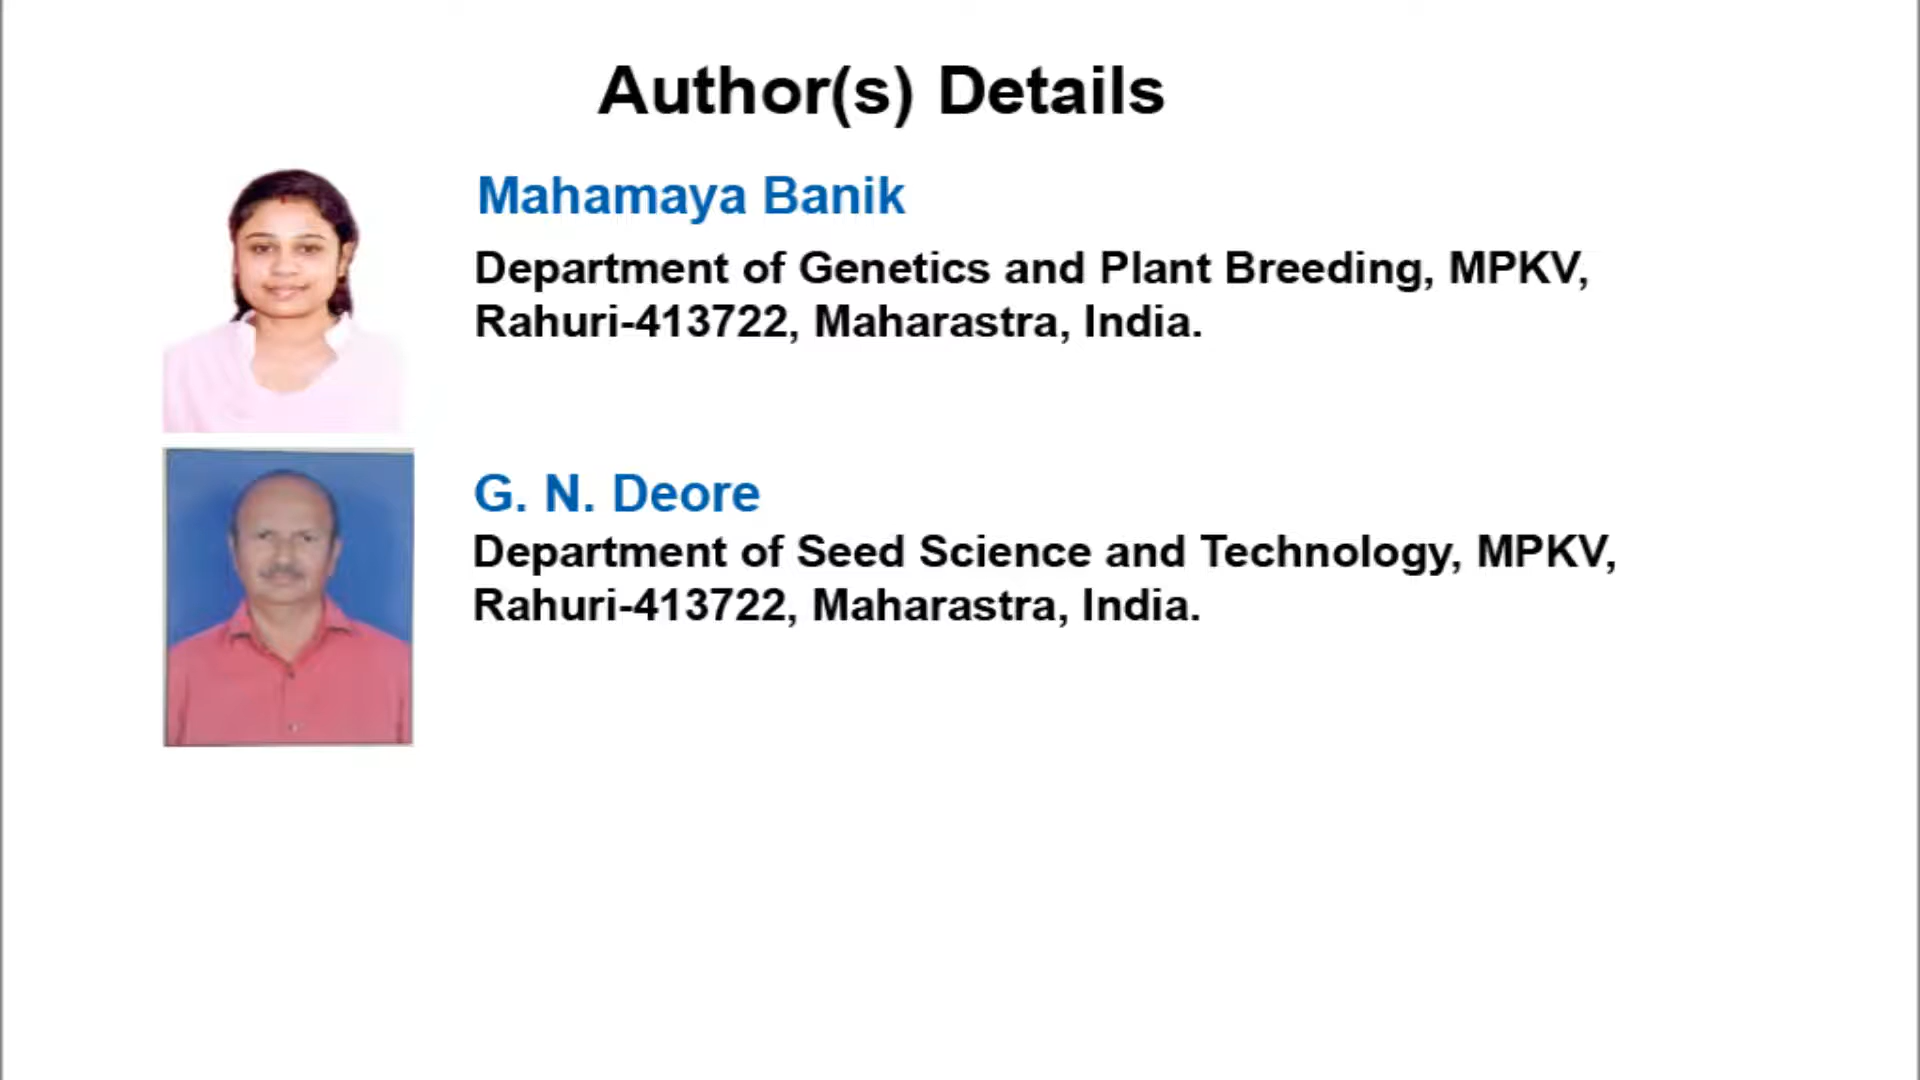 Author(s) Details
Mahamaya Banik
Department of Genetics and Plant Breeding, MPKV,
Rahuri-413722, Maharastra, India.
G. N. Deore
Department of Seed Science and Technology, MPKV,
Rahuri-413722, Maharastra, India.